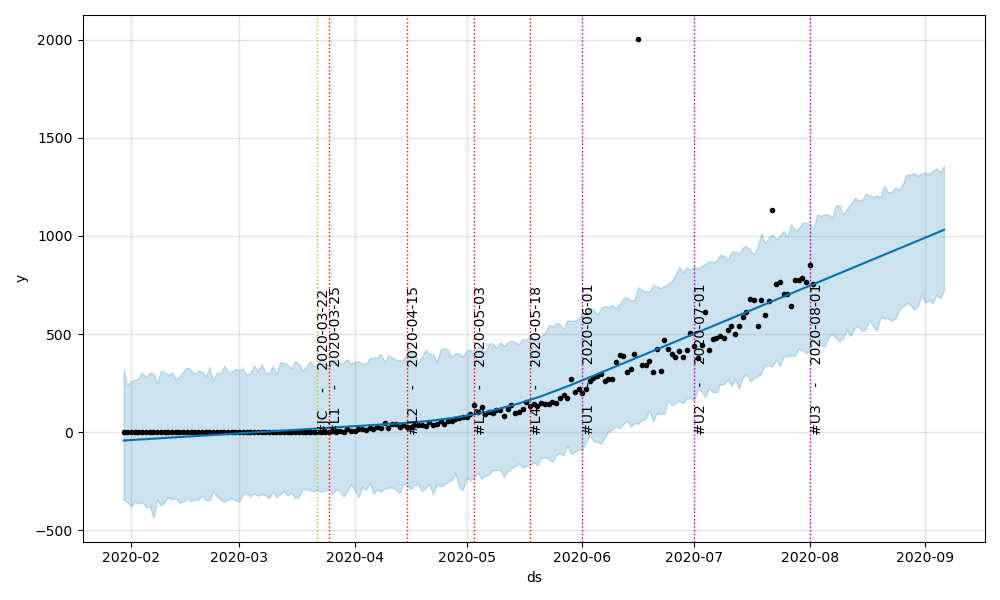 2000
1500
1000
500
0
−500
y
#JC - 2020-03-22
#L1 - 2020-03-25
#L2 - 2020-04-15
#L3 - 2020-05-03
#L4 - 2020-05-18
#U1 - 2020-06-01
#U2 - 2020-07-01
#U3 - 2020-08-01
2020-02
2020-03
2020-04
2020-05
2020-06
2020-07
2020-08
2020-09
ds